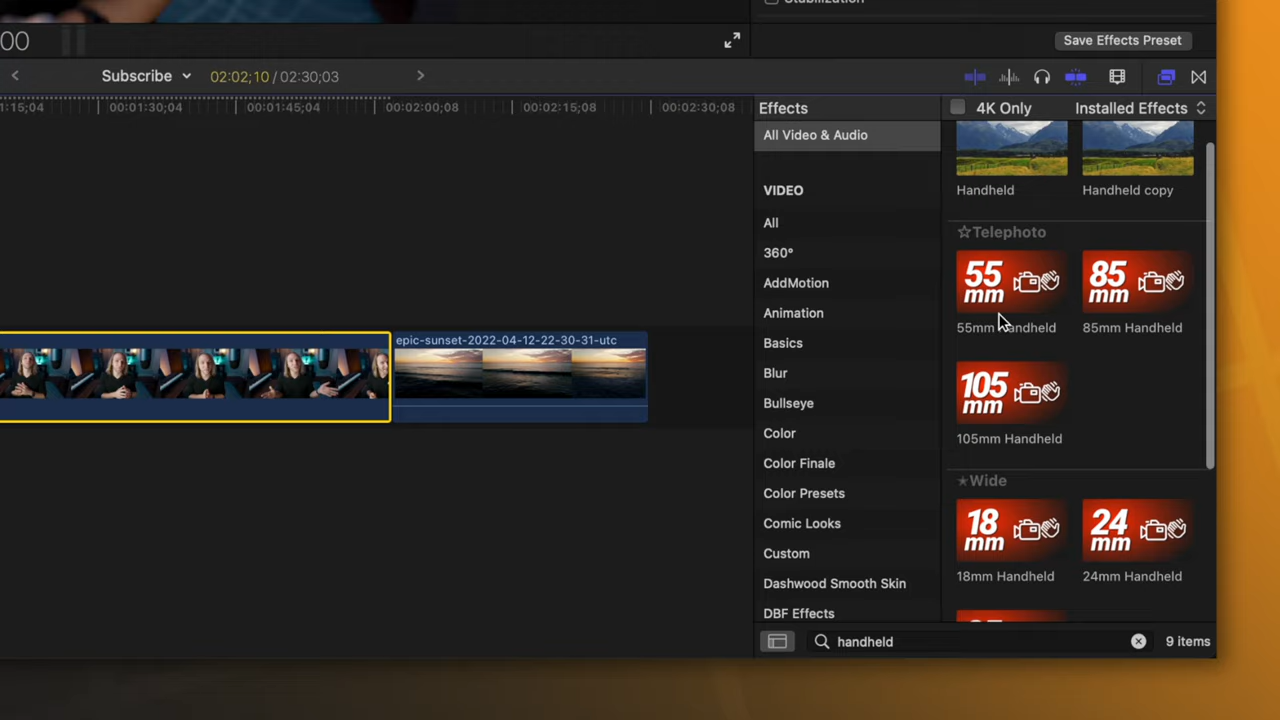 Stabilization
00
Save Effects Preset
Subscribe
02:02;10 / 02:30;03
1:15;04
00:01:30;04
00:01:45;04
00:02:00;08
00:02:15;08
00:02:30;08
Effects
4K Only
Installed Effects
All Video & Audio
VIDEO
All
360°
AddMotion
Animation
Basics
Blur
Bullseye
Color
Color Finale
Color Presets
Comic Looks
Custom
Dashwood Smooth Skin
DBF Effects
Handheld
Handheld copy
Telephoto
55
mm
85
mm
55mm Handheld
85mm Handheld
105
mm
105mm Handheld
Wide
18
mm
24
mm
18mm Handheld
24mm Handheld
epic-sunset-2022-04-12-22-30-31-utc
handheld
9 items